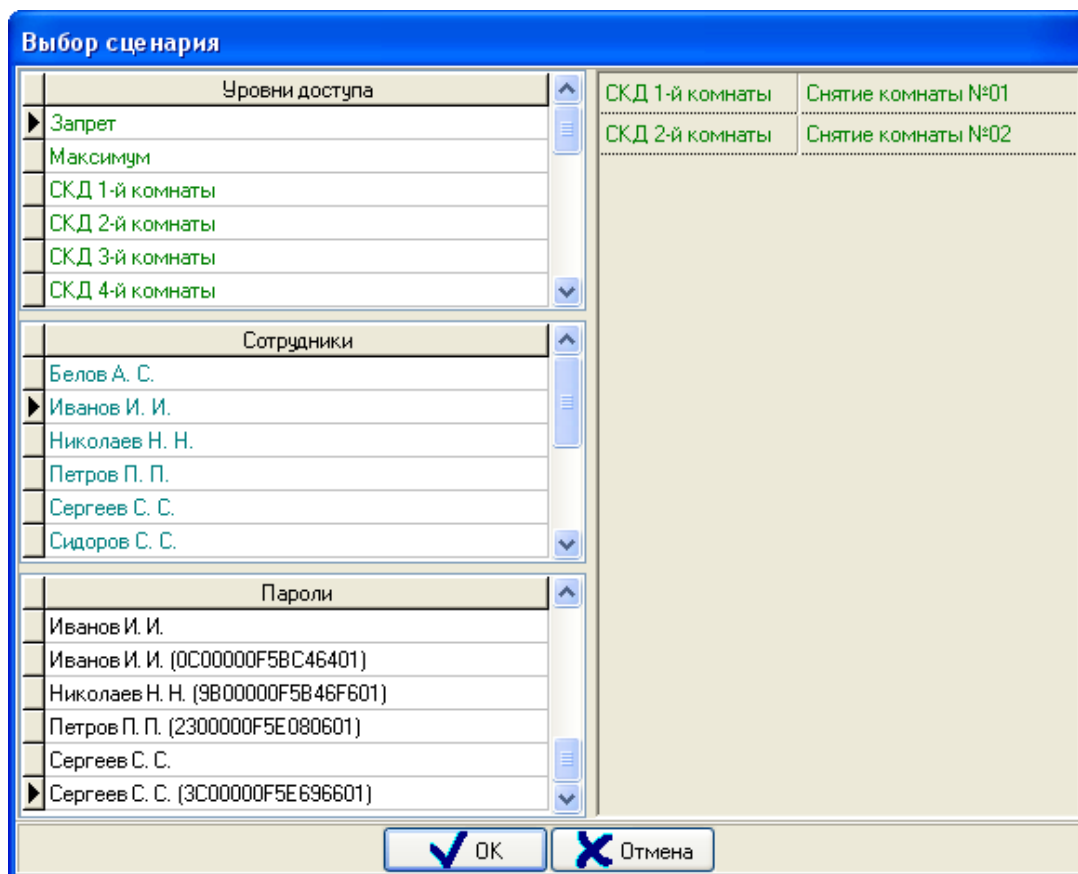 Выбор сценария
Уровни доступа
Запрет
Максимум
СКД 1-й комнаты
СКД 2-й комнаты
СКД 3-й комнаты
СКД 4-й комнаты
Сотрудники
Белов А. С.
Иванов И. И.
Николаев Н. Н.
Петров П. П.
Сергеев С. С.
Сидоров С. С.
Пароли
Иванов И. И.
Иванов И. И. (0C00000F5BC46401)
Николаев Н. Н. (9B00000F5B46F601)
Петров П. П. (2300000F5E080601)
Сергеев С. С.
Сергеев С. С. (3C00000F5E696601)
СКД 1-й комнаты Снятие комнаты №01
СКД 2-й комнаты Снятие комнаты №02
OK Отмена